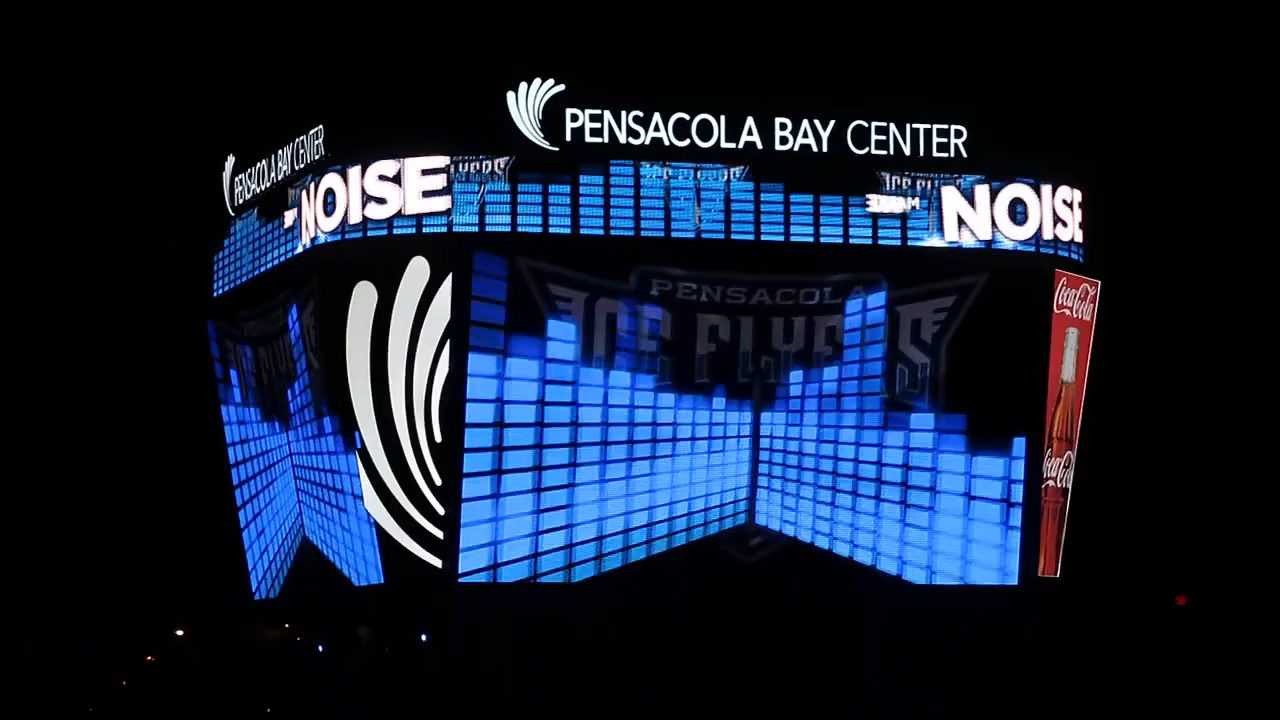 PENSACOLA BAY CENTER
PENSACOLA BAY CENTER
NOISE
NOISE
PENSACOLA
ICE FLYERS
Coca-Cola
Coca-Cola